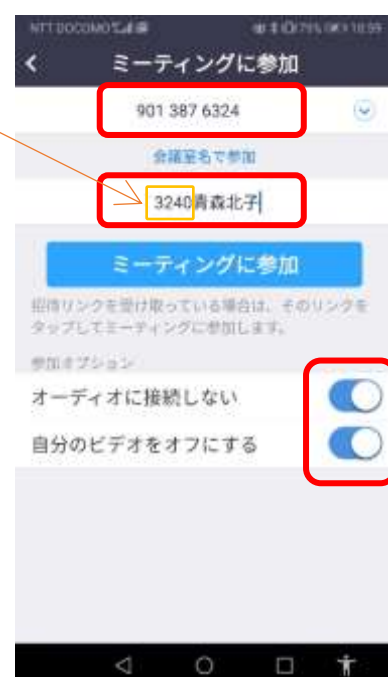 NTT DOCOMO
ミーティングに参加
901 387 6324
会議室名で参加
3240青森北子
ミーティングに参加
招待リンクを受け取っている場合は、そのリンクを
タップしてミーティングに参加します。
参加オプション
オーディオに接続しない
自分のビデオをオフにする